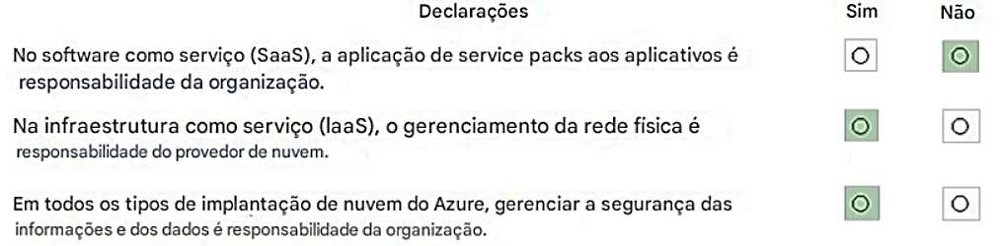 Declarações Sim Não
No software como serviço (SaaS), a aplicação de service packs aos aplicativos é
responsabilidade da organização.
Na infraestrutura como serviço (IaaS), o gerenciamento da rede física é
responsabilidade do provedor de nuvem.
Em todos os tipos de implantação de nuvem do Azure, gerenciar a segurança das
informações e dos dados é responsabilidade da organização.